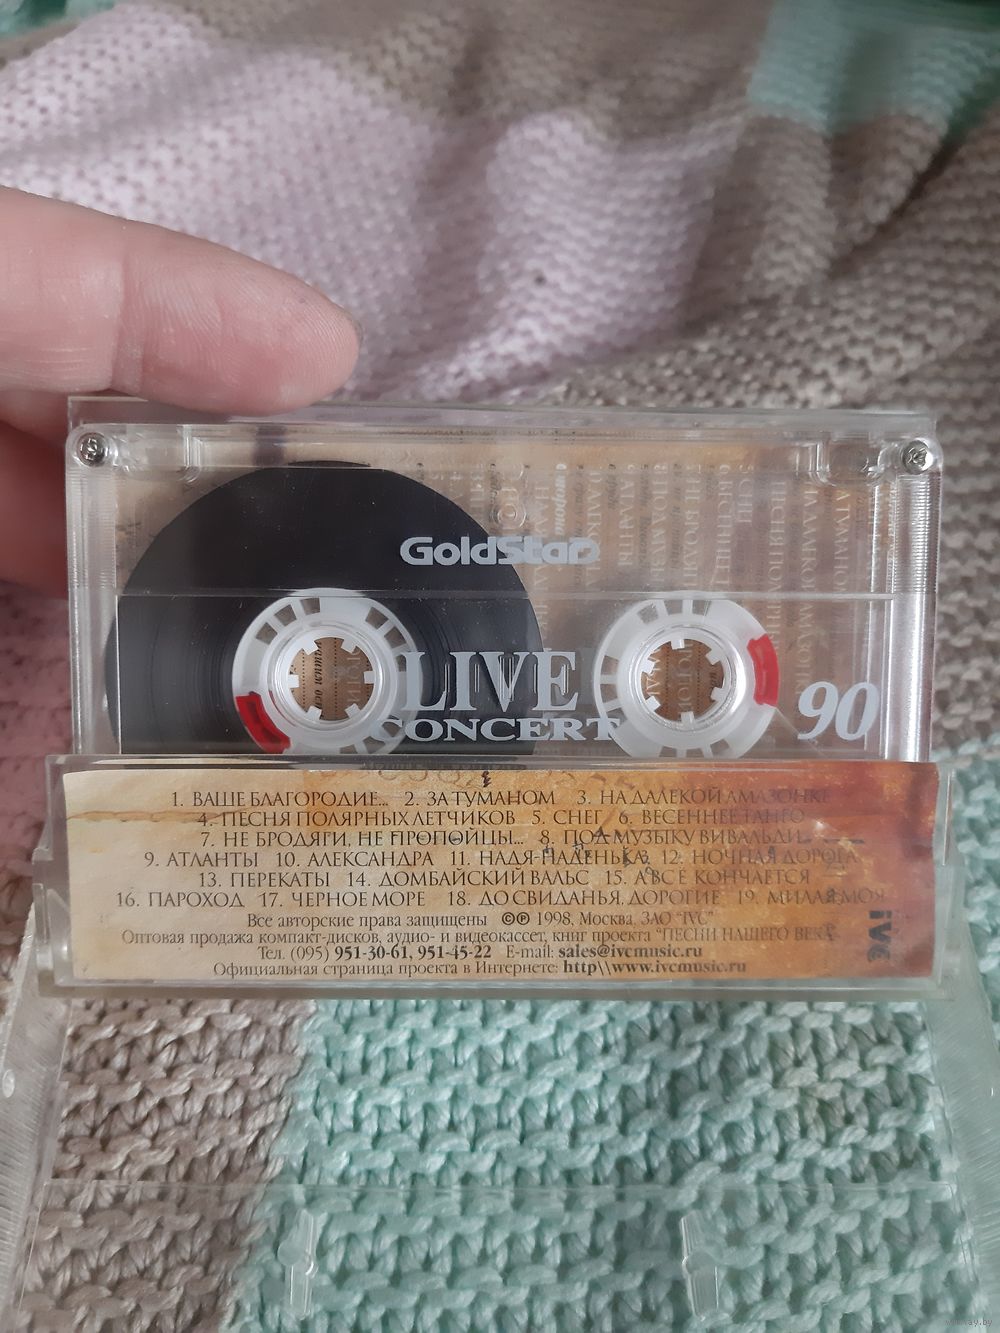 GoldStar
LIVE
CONCERT
90
1. ВАШЕ БЛАГОРОДИЕ... 2. ЗА ТУМАНОМ 3. НА ДАЛЕКОЙ АМАЗОНКЕ
4. ПЕСНЯ ПОЛЯРНЫХ ЛЕТЧИКОВ 5. СНЕГ 6. ВЕСЕННЕЕ ТАНГО
7. НЕ БРОДЯГИ, НЕ ПРОПОЙЦЫ... 8. ПОД МУЗЫКУ ВИВАЛЬДИ...
9. АТЛАНТЫ 10. АЛЕКСАНДРА 11. НАДЯ-НАДЕНЬКА 12. НОЧНАЯ ДОРОГА
13. ПЕРЕКАТЫ 14. ДОМБАЙСКИЙ ВАЛЬС 15. А ВСЁ КОНЧАЕТСЯ
16. ПАРОХОД 17. ЧЕРНОЕ МОРЕ 18. ДО СВИДАНЬЯ, ДОРОГИЕ 19. МИЛАЯ МОЯ
Все авторские права защищены ©℗ 1998, Москва, ЗАО "IVC"
Оптовая продажа компакт-дисков, аудио- и видеокассет, книг проекта "ПЕСНИ НАШЕГО ВЕКА"
Тел. (095) 951-30-61, 951-45-22 E-mail: sales@ivcmusic.ru
Официальная страница проекта в Интернете: http\\www.ivcmusic.ru
ivc